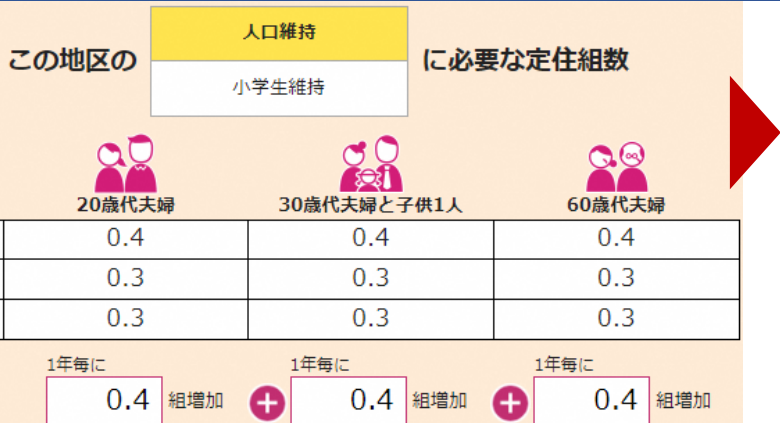 人口維持
この地区の に必要な定住組数
小学生維持
20歳代夫婦 30歳代夫婦と子供1人 60歳代夫婦
0.4 0.4 0.4
0.3 0.3 0.3
0.3 0.3 0.3
1年毎に 1年毎に 1年毎に
0.4 組増加 + 0.4 組増加 + 0.4 組増加